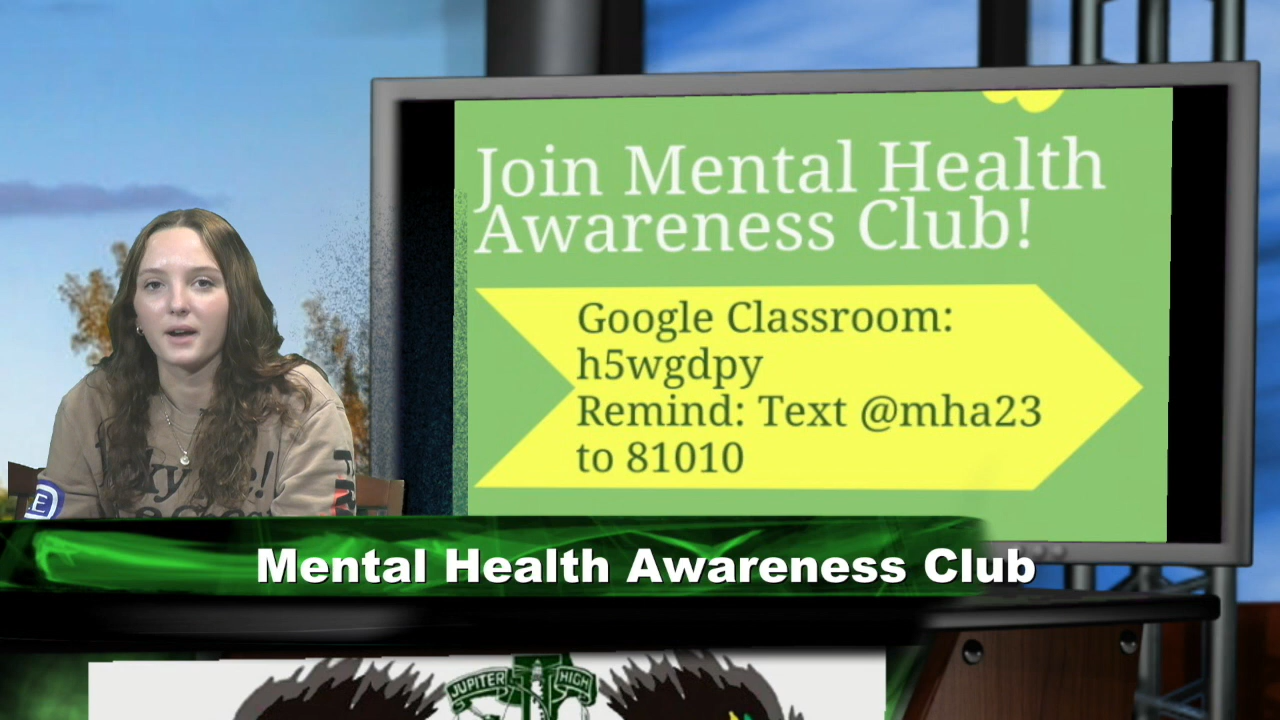 Join Mental Health
Awareness Club!
Google Classroom:
h5wgdpy
Remind: Text @mha23
to 81010
E
Mental Health Awareness Club
JUPITER HIGH